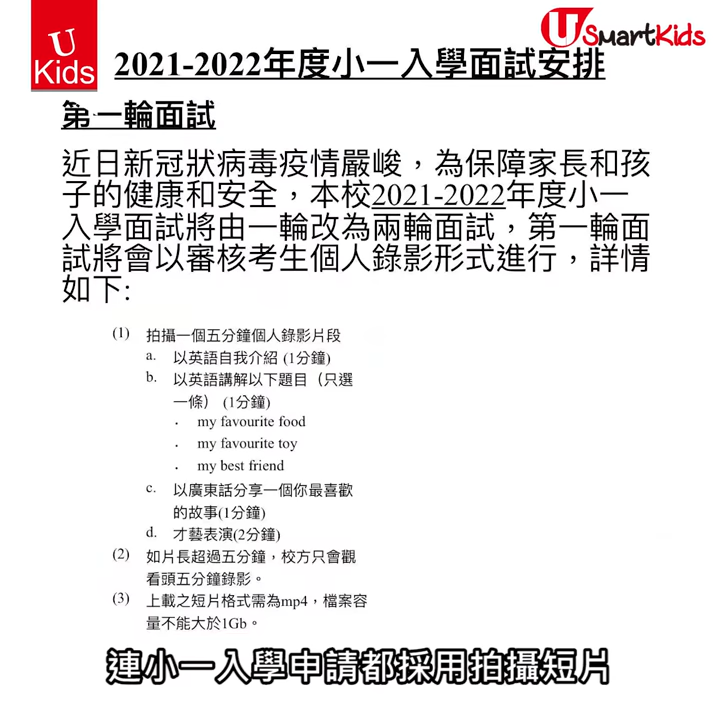 U
Kids
USmartKids
2021-2022年度小一入學面試安排
第一輪面試
近日新冠狀病毒疫情嚴峻，為保障家長和孩
子的健康和安全，本校2021-2022年度小一
入學面試將由一輪改為兩輪面試，第一輪面
試將會以審核考生個人錄影形式進行，詳情
如下:
(1) 拍攝一個五分鐘個人錄影片段
a. 以英語自我介紹 (1分鐘)
b. 以英語講解以下題目（只選
一條） (1分鐘)
· my favourite food
· my favourite toy
· my best friend
c. 以廣東話分享一個你最喜歡
的故事(1分鐘)
d. 才藝表演(2分鐘)
(2) 如片長超過五分鐘，校方只會觀
看頭五分鐘錄影。
(3) 上載之短片格式需為mp4，檔案容
量不能大於1Gb。
連小一入學申請都採用拍攝短片